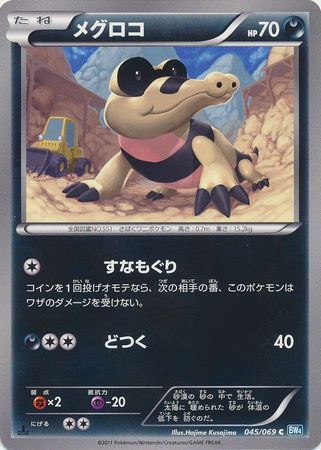 たね メグロコ HP70
全国図鑑NO.551 さばくワニポケモン 高さ:0.7m 重さ:15.2kg
すなもぐり
コインを1回投げオモテなら、次の相手の番、このポケモンは
ワザのダメージを受けない。
どつく 40
弱点 抵抗力
×2 -20
にげる
砂漠の 砂の 中で 生活。
太陽に 暖められた 砂が 体温の
低下を 防ぐのだ。
Illus.Hajime Kusajima
045/069 C BW4
©2011 Pokémon/Nintendo/Creatures/GAME FREAK.